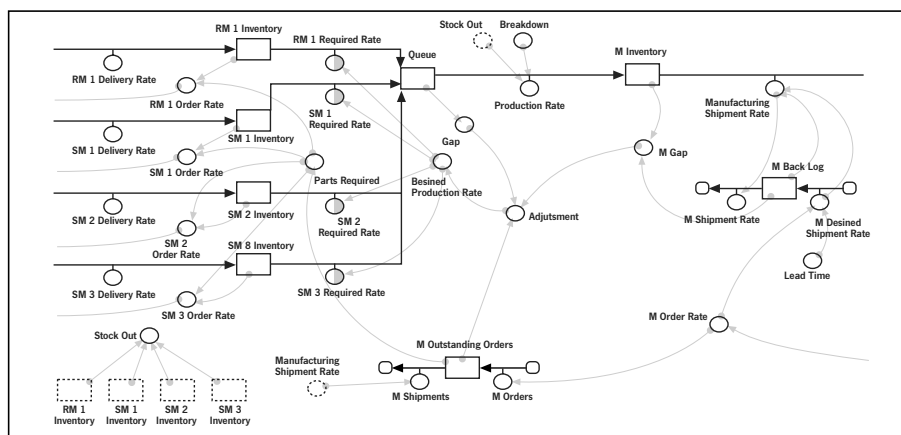 RM 1 Inventory
RM 1 Required Rate
Stock Out
Breakdown
Queue
M Inventory
RM 1 Delivery Rate
RM 1 Order Rate
SM 1
Required Rate
Production Rate
Manufacturing
Shipment Rate
SM 1 Inventory
Gap
SM 1 Delivery Rate
SM 1 Order Rate
M Gap
M Back Log
Parts Required
Besined Production Rate
SM 2 Delivery Rate
SM 2 Inventory
SM 2
Required Rate
Adjutsment
M Shipment Rate
M Desined
Shipment Rate
SM 2
Order Rate
SM 8 Inventory
Lead Time
SM 3 Delivery Rate
SM 3 Required Rate
SM 3 Order Rate
M Order Rate
Stock Out
M Outstanding Orders
Manufacturing
Shipment Rate
M Shipments
M Orders
RM 1
Inventory
SM 1
Inventory
SM 2
Inventory
SM 3
Inventory